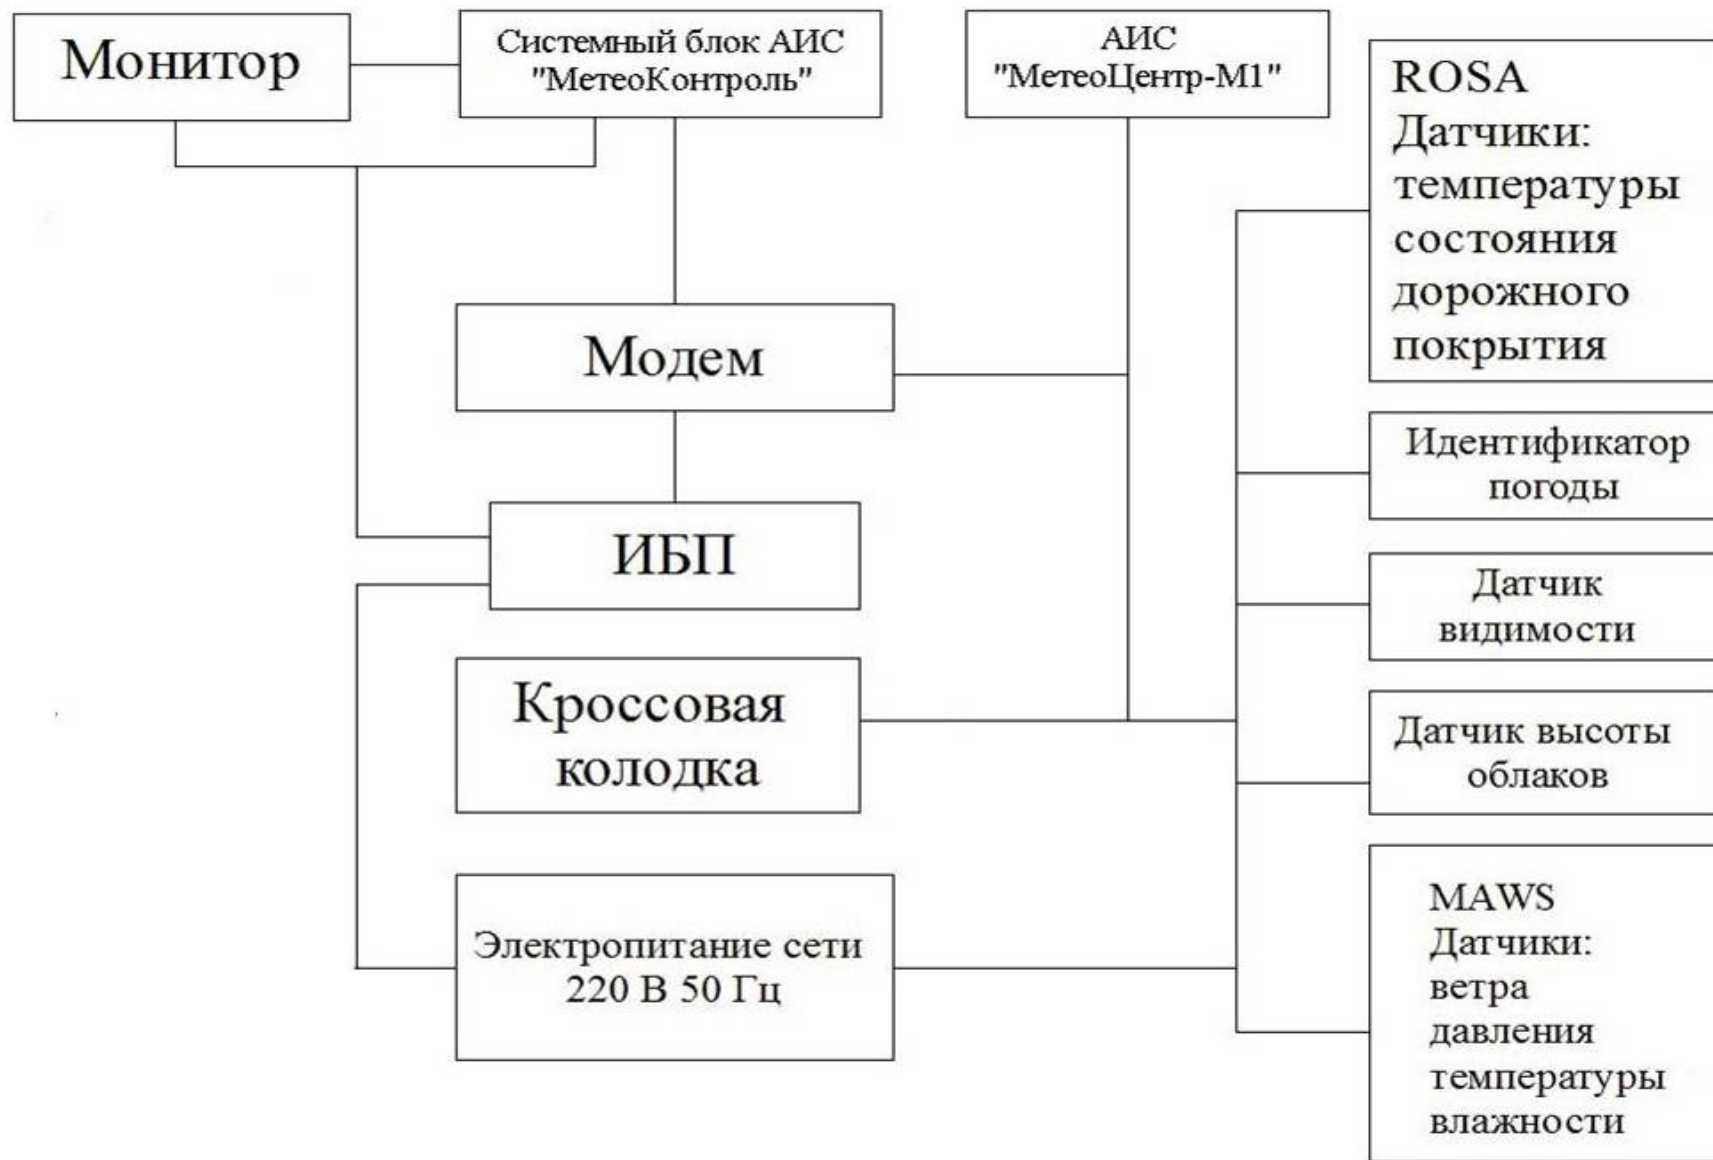 Монитор
Системный блок АИС
"МетеоКонтроль"
АИС
"МетеоЦентр-М1"
ROSA
Датчики:
температуры
состояния
дорожного
покрытия
Модем
Идентификатор
погоды
ИБП
Датчик
видимости
Кроссовая
колодка
Датчик высоты
облаков
Электропитание сети
220 В 50 Гц
MAWS
Датчики:
ветра
давления
температуры
влажности